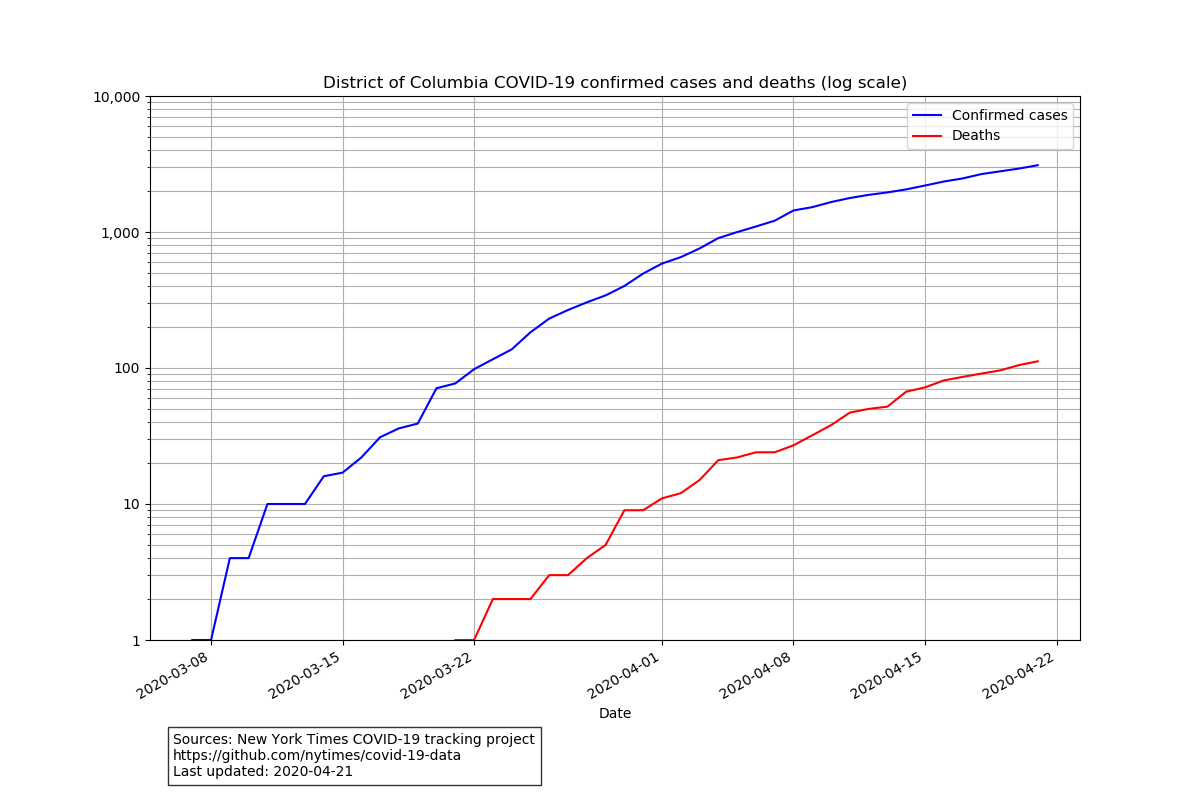 District of Columbia COVID-19 confirmed cases and deaths (log scale)
10,000
1,000
100
10
1
Confirmed cases
Deaths
2020-03-08
2020-03-15
2020-03-22
2020-04-01
2020-04-08
2020-04-15
2020-04-22
Date
Sources: New York Times COVID-19 tracking project
https://github.com/nytimes/covid-19-data
Last updated: 2020-04-21